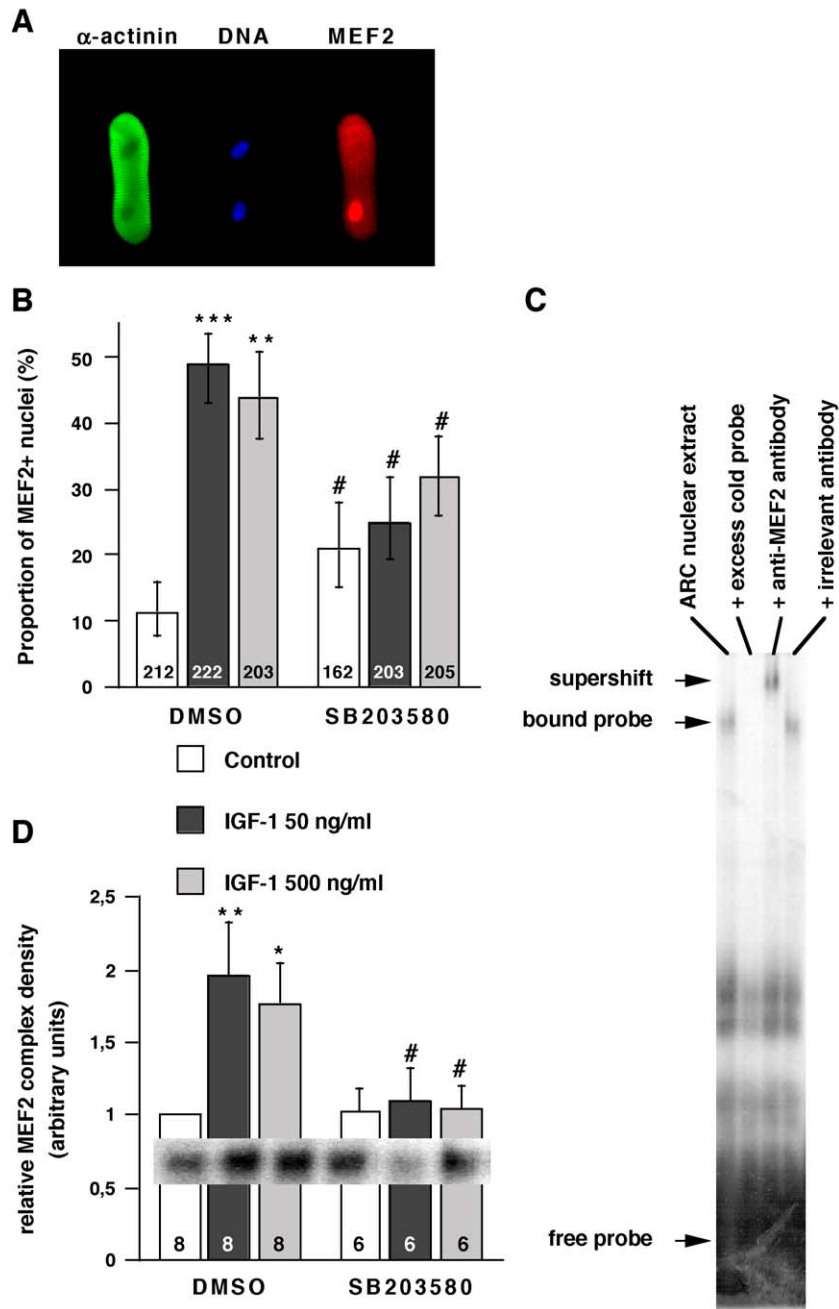 A
α-actinin DNA MEF2
B
Proportion of MEF2+ nuclei (%)
50
40
30
20
10
0
***
**
#
#
#
212 222 203 162 203 205
DMSO SB203580
Control
IGF-1 50 ng/ml
IGF-1 500 ng/ml
C
ARC nuclear extract
+ excess cold probe
+ anti-MEF2 antibody
+ irrelevant antibody
supershift
bound probe
free probe
D
relative MEF2 complex density
(arbitrary units)
2,5
2
1,5
1
0,5
0
**
*
#
#
8 8 8 6 6 6
DMSO SB203580